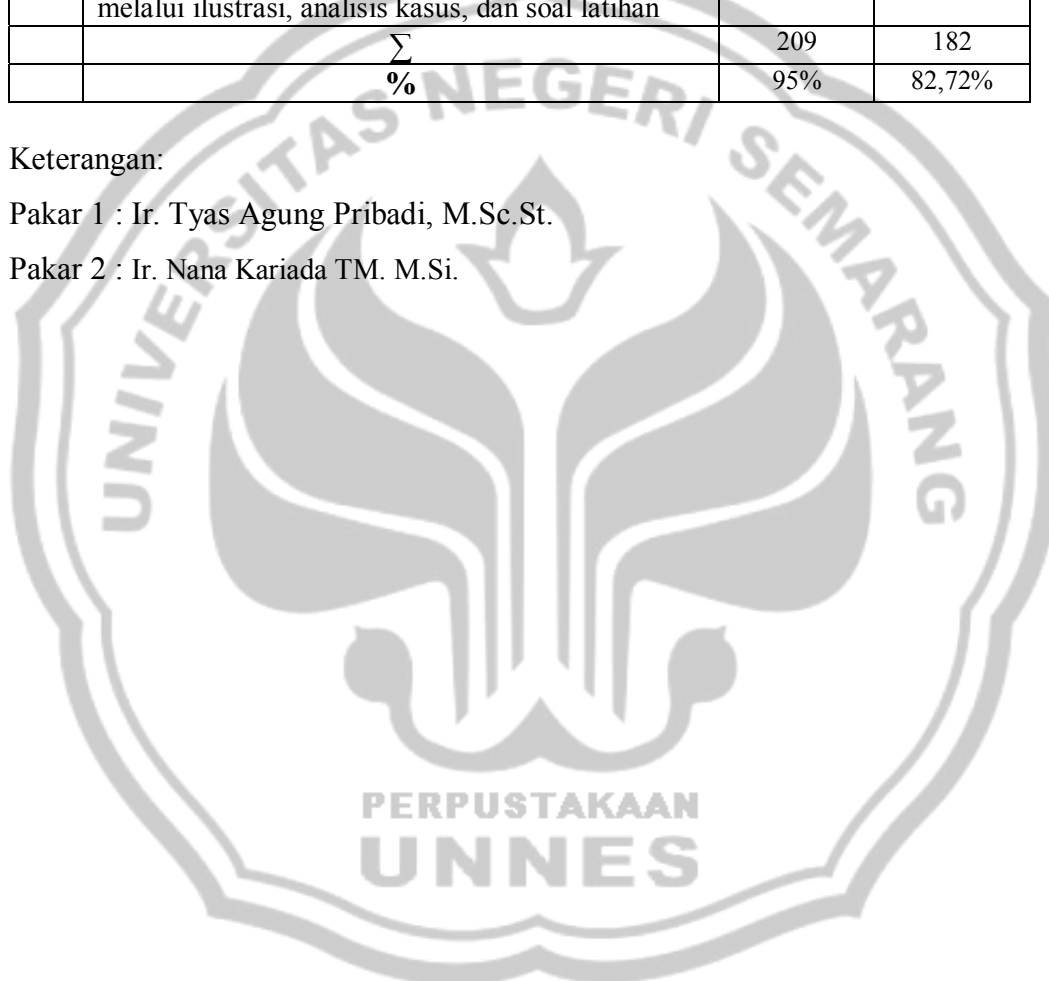 melalui ilustrasi, analisis kasus, dan soal latihan
∑ 209 182
% 95% 82,72%
Keterangan:
Pakar 1 : Ir. Tyas Agung Pribadi, M.Sc.St.
Pakar 2 : Ir. Nana Kariada TM. M.Si.
UNIVERSITAS NEGERI SEMARANG
PERPUSTAKAAN
UNNES